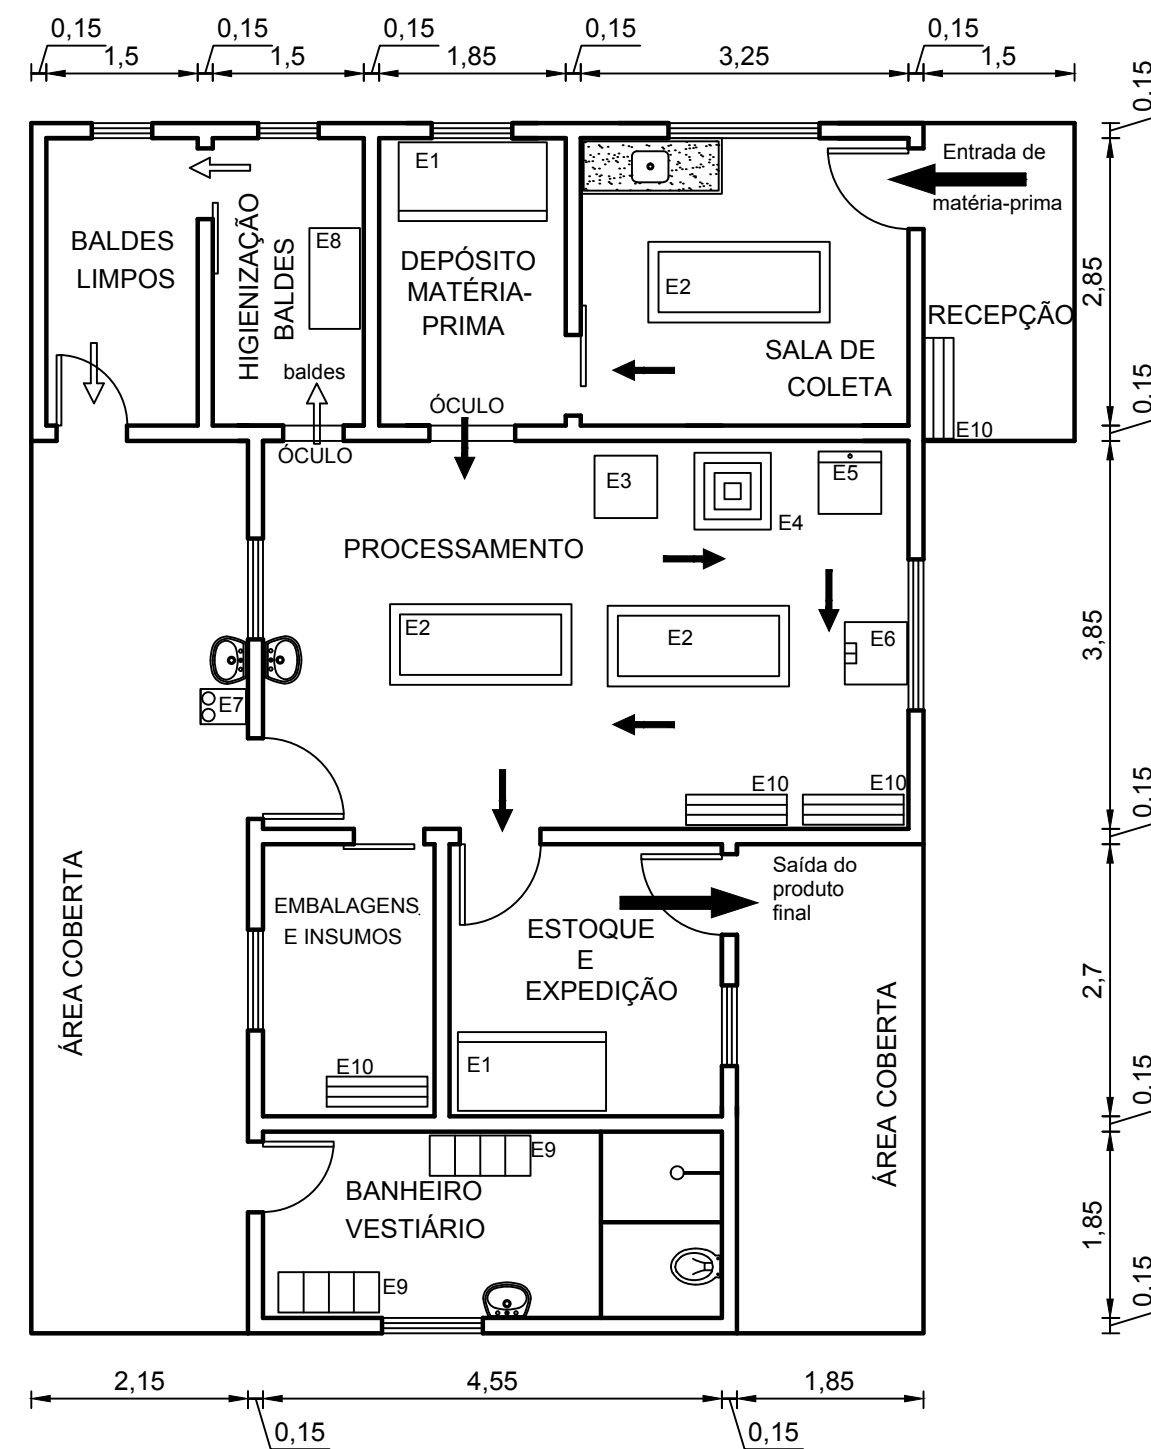 0,15
0,15
0,15
0,15
0,15
1,5
1,5
1,85
3,25
1,5
0,15
E1
Entrada de
matéria-prima
BALDES
LIMPOS
HIGIENIZAÇÃO
BALDES
E8
DEPÓSITO
MATÉRIA-
PRIMA
E2
2,85
RECEPÇÃO
SALA DE
COLETA
baldes
ÓCULO
0,15
E10
ÓCULO
E3
E4
E5
PROCESSAMENTO
E2
E2
E6
3,85
E7
E10
E10
0,15
ÁREA COBERTA
EMBALAGENS
E INSUMOS
ESTOQUE
E
EXPEDIÇÃO
Saída do
produto
final
2,7
E10
E1
ÁREA COBERTA
0,15
E9
BANHEIRO
VESTIÁRIO
1,85
E9
0,15
2,15
4,55
1,85
0,15
0,15